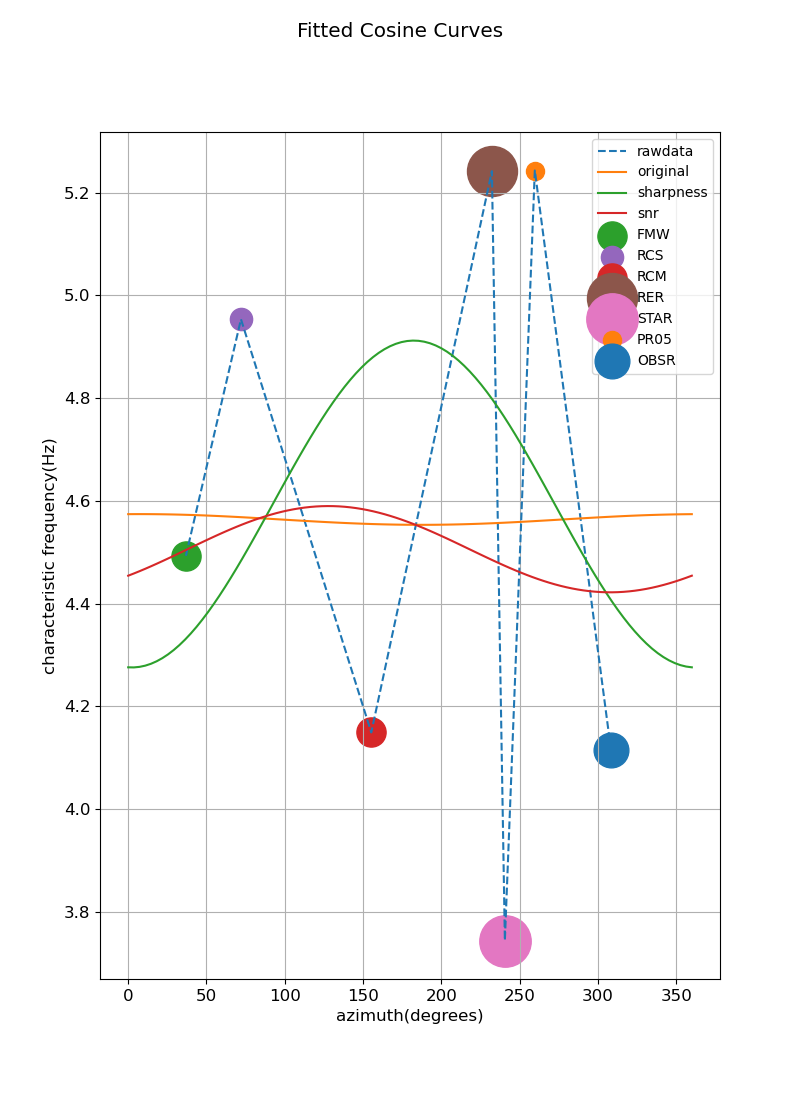 Fitted Cosine Curves
rawdata
original
sharpness
snr
FMW
RCS
RCM
RER
STAR
PR05
OBSR
characteristic frequency(Hz)
5.2
5.0
4.8
4.6
4.4
4.2
4.0
3.8
0 50 100 150 200 250 300 350
azimuth(degrees)